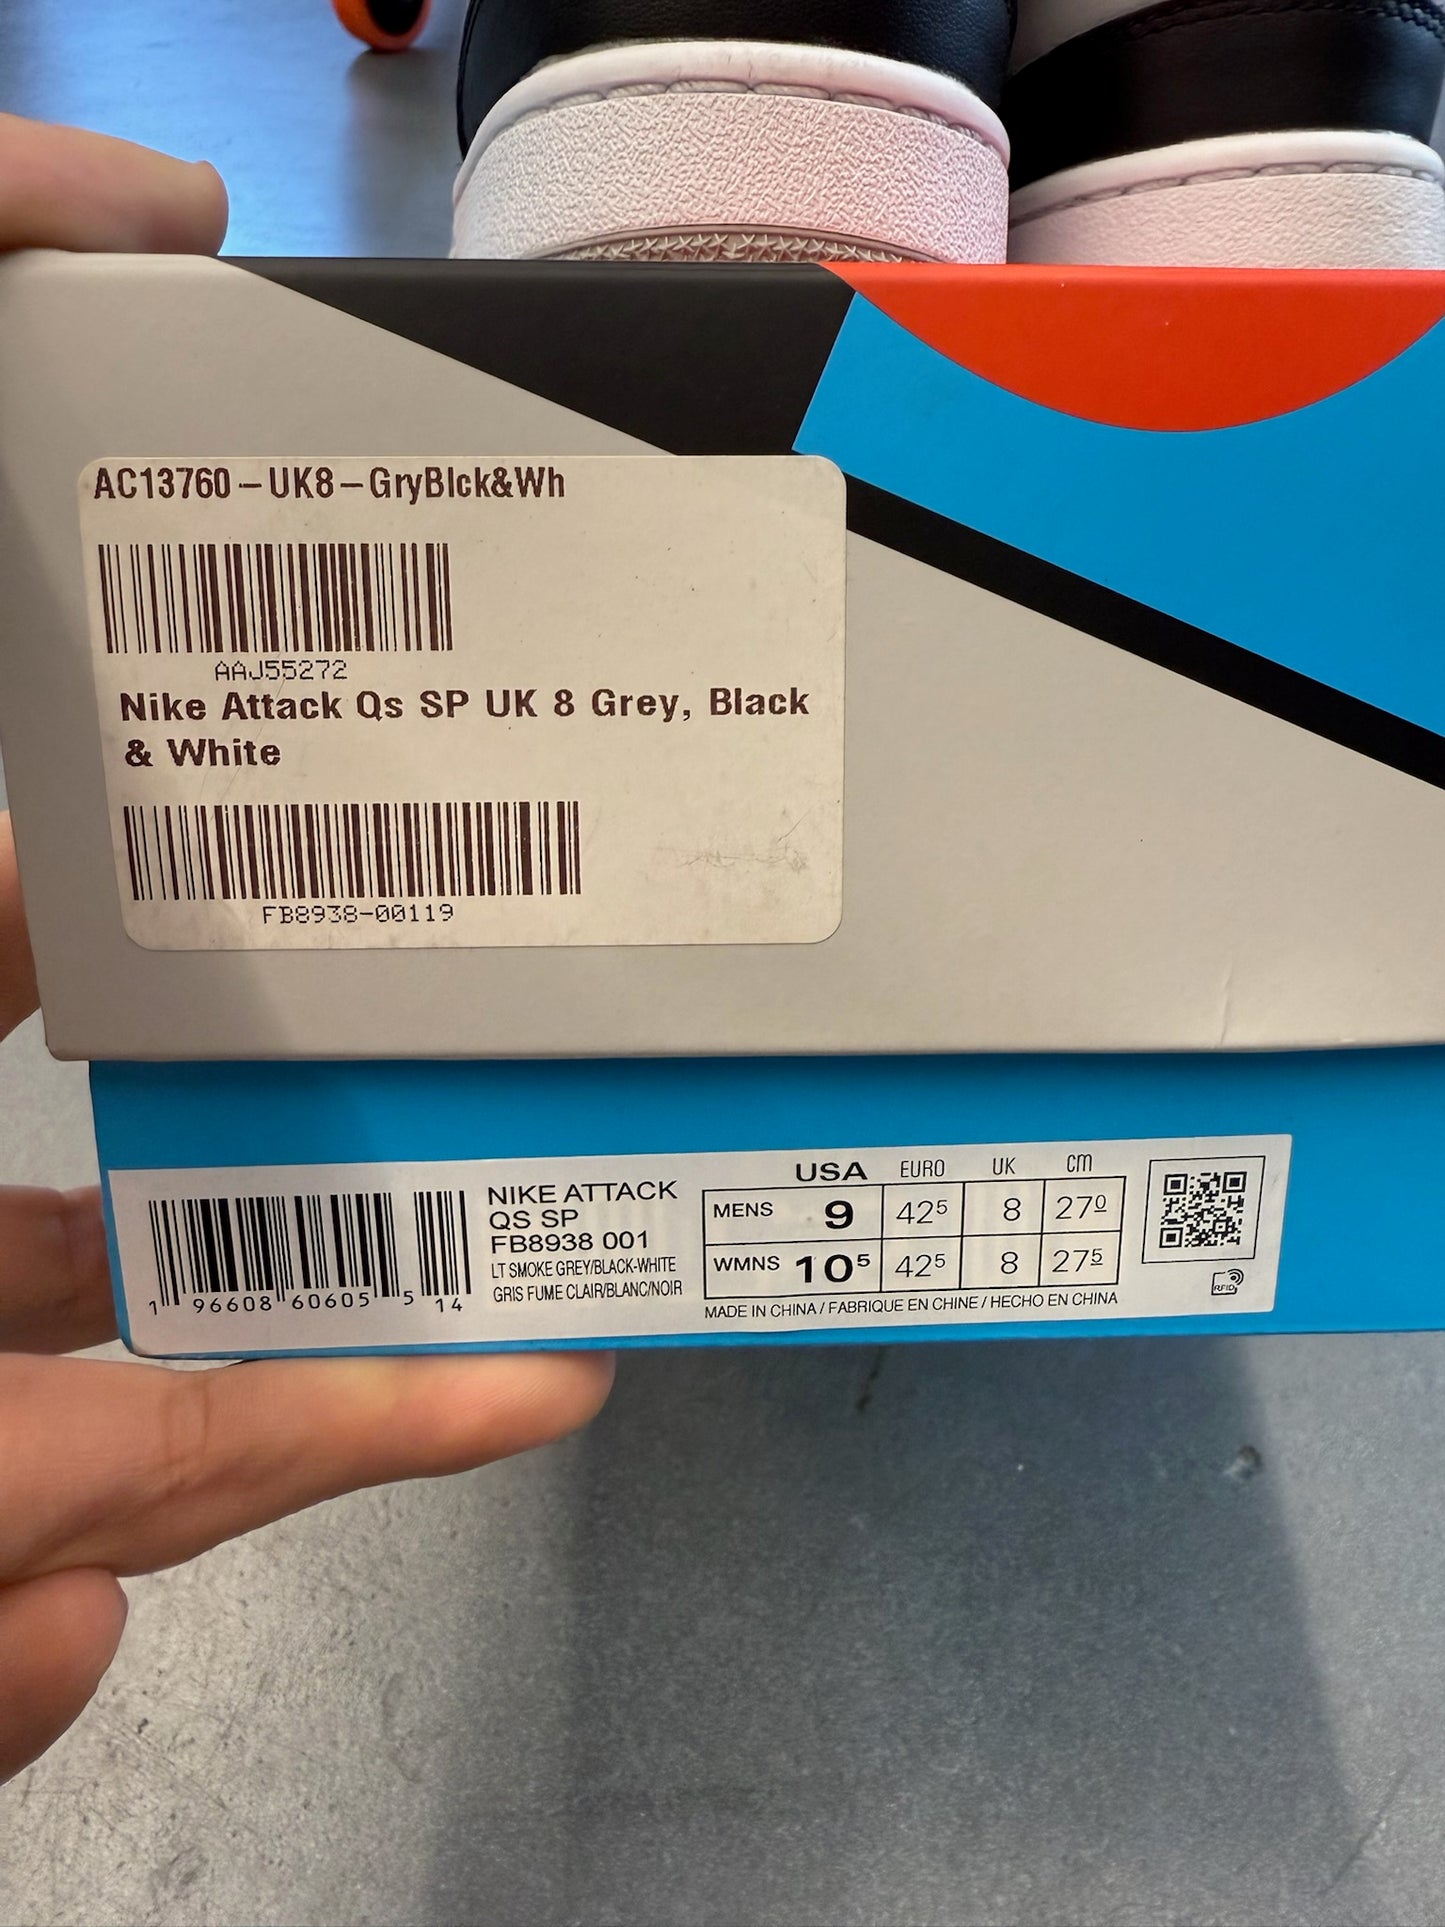 AC13760-UK8-GryBlck&Wh
AAJ55272
Nike Attack Qs SP UK 8 Grey, Black
& White
FB8938-00119
NIKE ATTACK
QS SP
FB8938 001
LT SMOKE GREY/BLACK-WHITE
GRIS FUME CLAIR/BLANC/NOIR
1 96608 60605 5 14
USA EURO UK cm
MENS 9 42⁵ 8 27⁰
WMNS 10⁵ 42⁵ 8 27⁵
MADE IN CHINA / FABRIQUE EN CHINE / HECHO EN CHINA
RFID